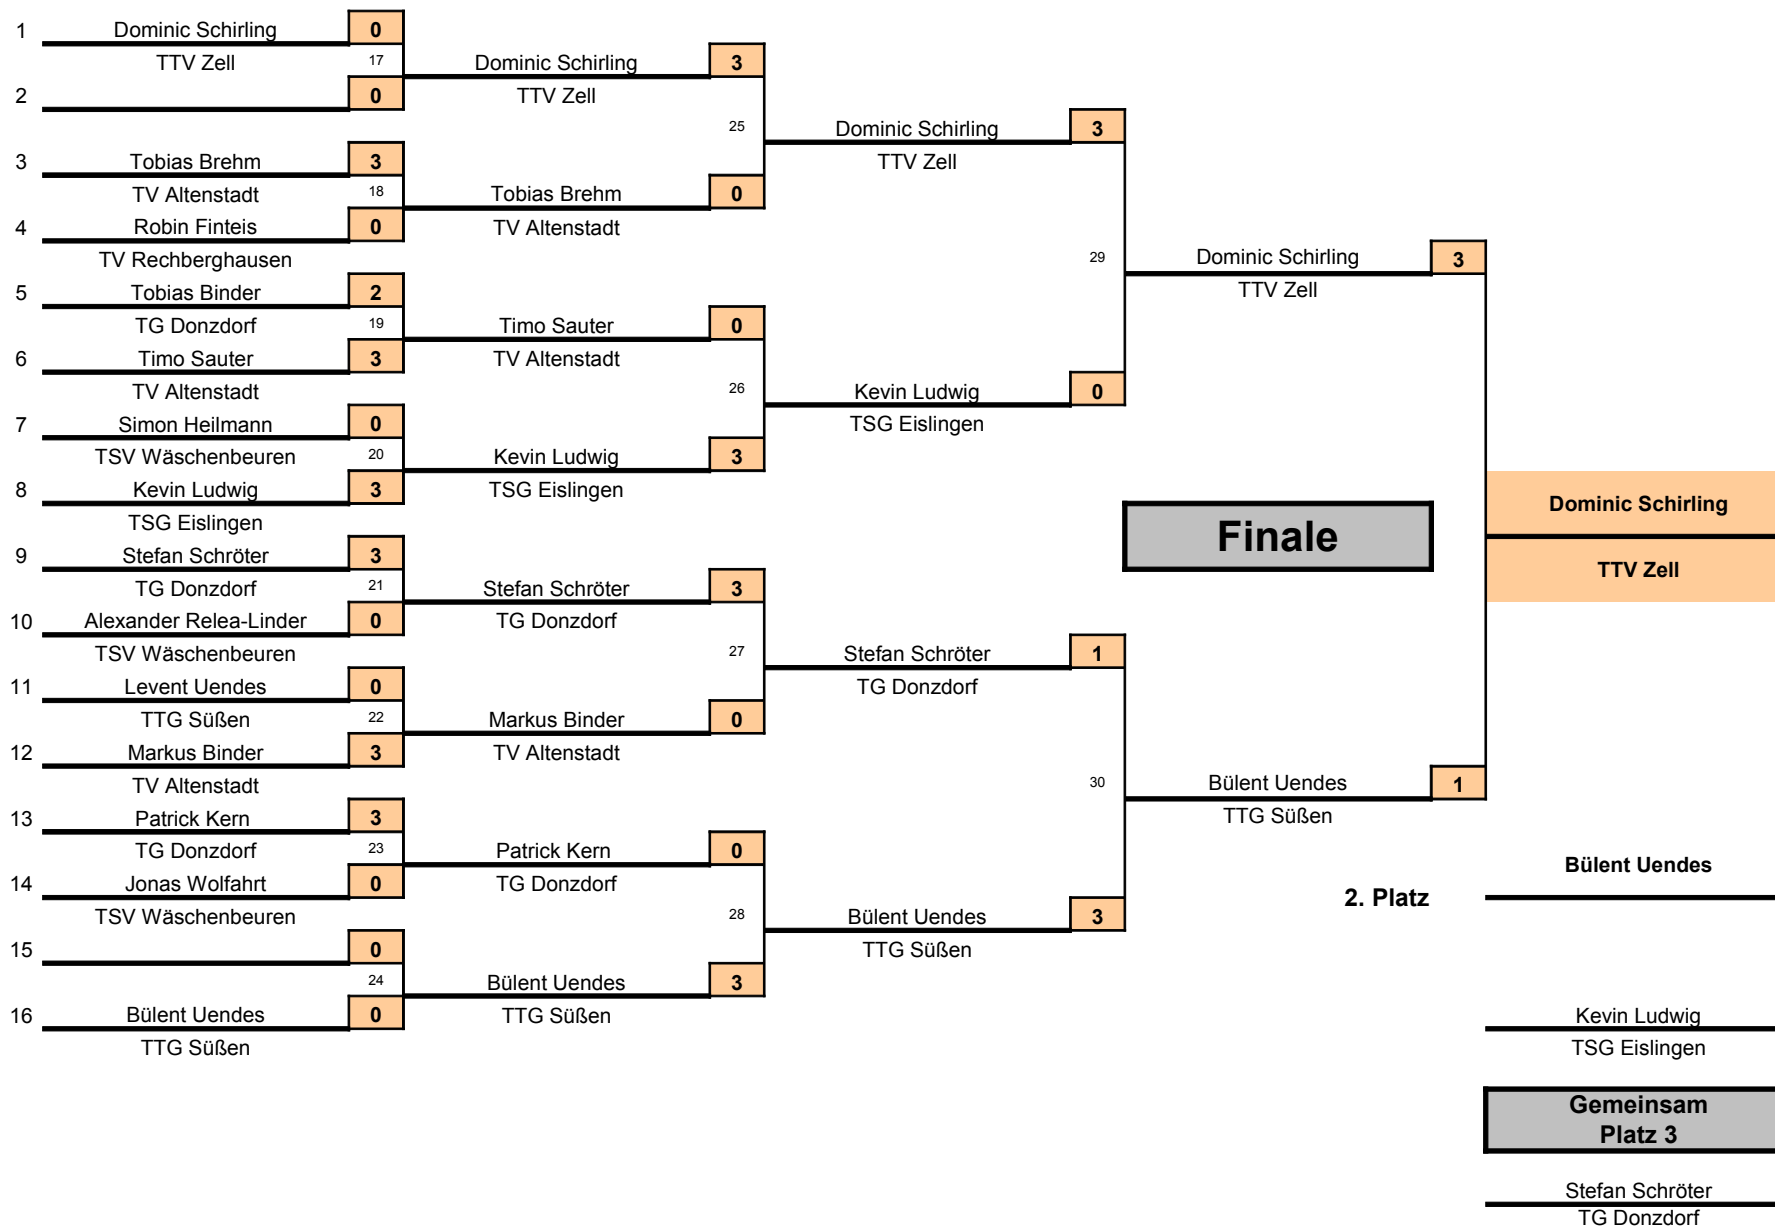 1 Dominic Schirling 0
TTV Zell 17 Dominic Schirling 3
2 0 TTV Zell
25 Dominic Schirling 3
3 Tobias Brehm 3 TTV Zell
TV Altenstadt 18 Tobias Brehm 0
4 Robin Finteis 0 TV Altenstadt
TV Rechberghausen 29 Dominic Schirling 3
5 Tobias Binder 2 TTV Zell
TG Donzdorf 19 Timo Sauter 0
6 Timo Sauter 3 TV Altenstadt
TV Altenstadt 26 Kevin Ludwig 0
7 Simon Heilmann 0 TSG Eislingen
TSV Wäschenbeuren 20 Kevin Ludwig 3
8 Kevin Ludwig 3 TSG Eislingen Dominic Schirling
TSG Eislingen Finale
9 Stefan Schröter 3 TTV Zell
TG Donzdorf 21 Stefan Schröter 3
10 Alexander Relea-Linder 0 TG Donzdorf
TSV Wäschenbeuren 27 Stefan Schröter 1
11 Levent Uendes 0 TG Donzdorf
TTG Süßen 22 Markus Binder 0
12 Markus Binder 3 TV Altenstadt
TV Altenstadt 30 Bülent Uendes 1
13 Patrick Kern 3 TTG Süßen
TG Donzdorf 23 Patrick Kern 0 Bülent Uendes
14 Jonas Wolfahrt 0 TG Donzdorf 2. Platz
TSV Wäschenbeuren 28 Bülent Uendes 3
15 0 TTG Süßen
24 Bülent Uendes 3
16 Bülent Uendes 0 TTG Süßen Kevin Ludwig
TTG Süßen TSG Eislingen
Gemeinsam
Platz 3
Stefan Schröter
TG Donzdorf